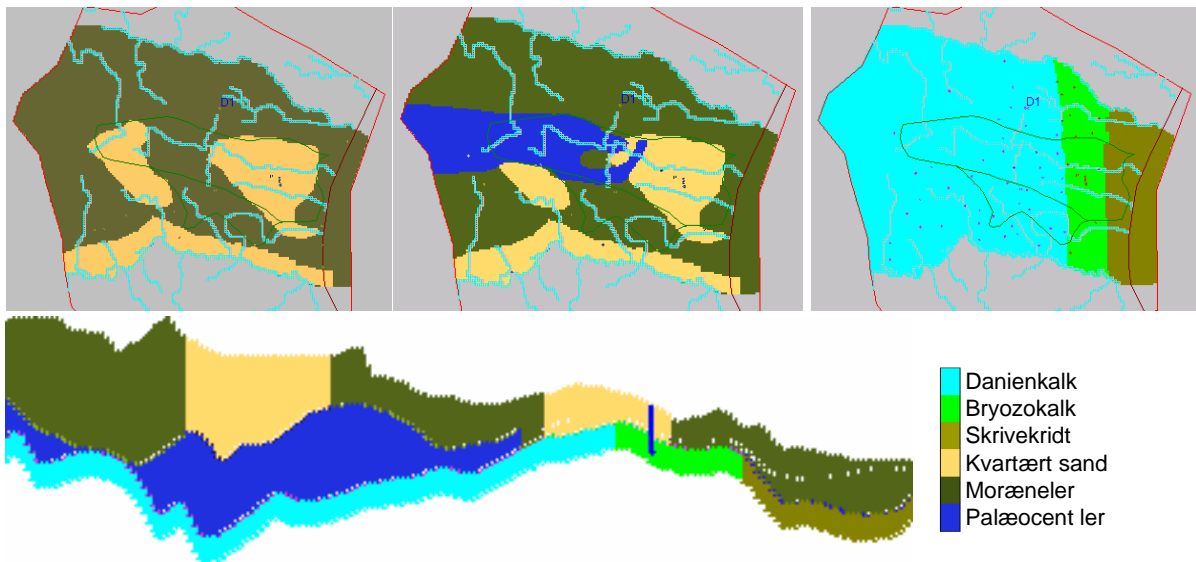 D1
D1
D1
Danienkalk
Bryozokalk
Skrivekridt
Kvartært sand
Moræneler
Palæocent ler